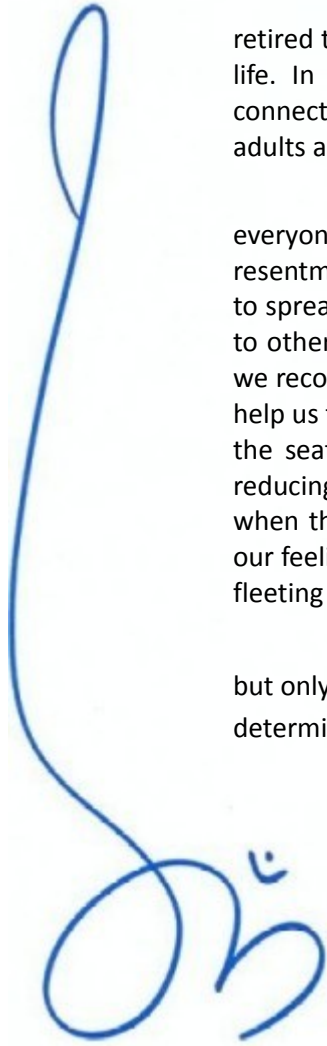 retired t
life. In
connect
adults a
everyon
resentm
to sprea
to other
we reco
help us t
the seat
reducing
when th
our feeli
fleeting
but only
determi